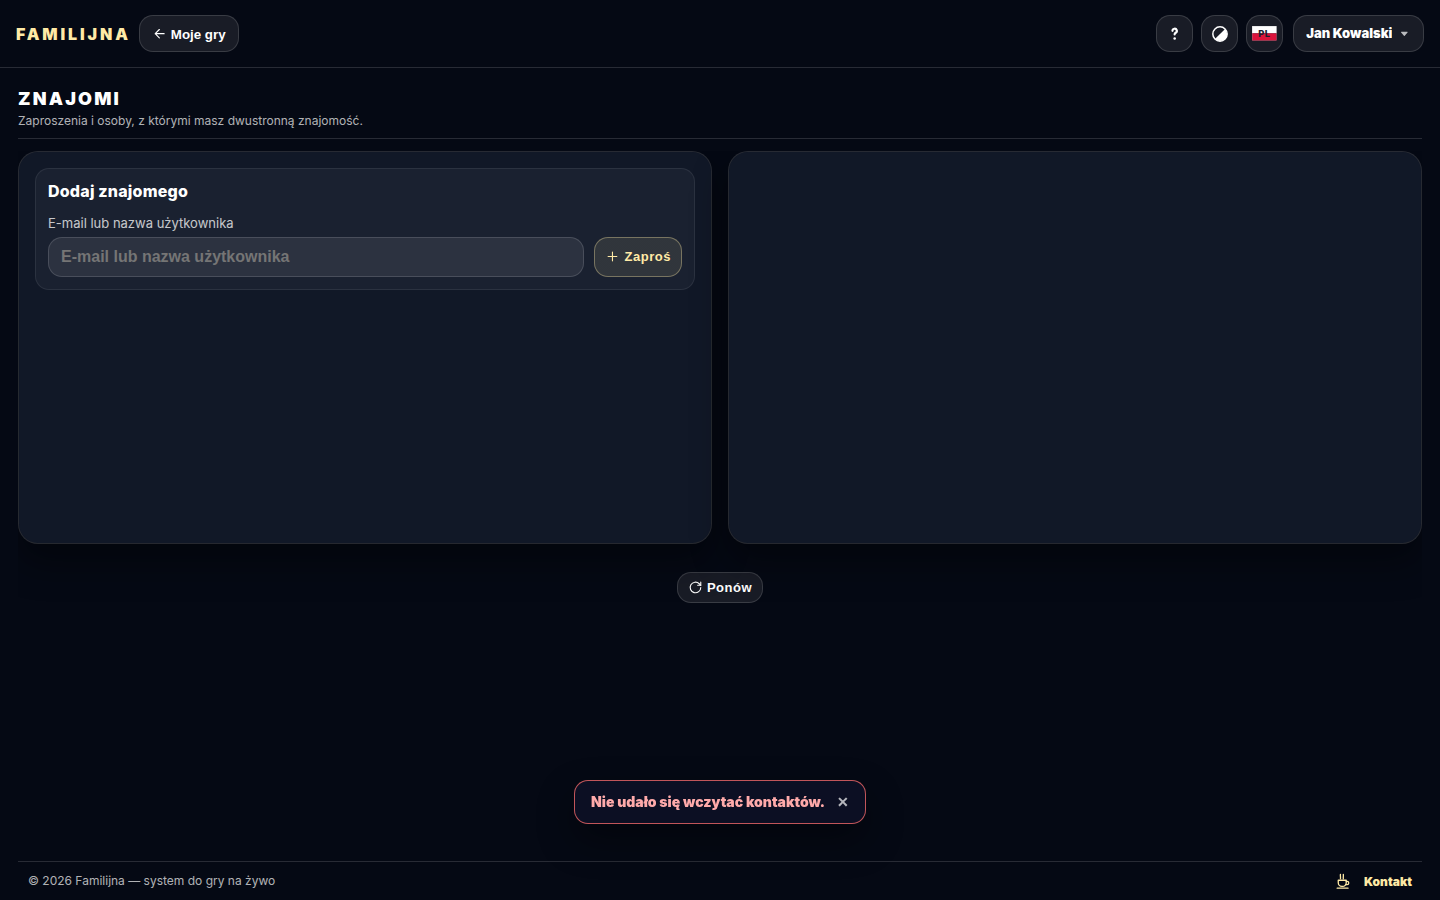 FAMILIJNA
← Moje gry
?
PL
Jan Kowalski
ZNAJOMI
Zaproszenia i osoby, z którymi masz dwustronną znajomość.
Dodaj znajomego
E-mail lub nazwa użytkownika
E-mail lub nazwa użytkownika
+ Zaproś
Ponów
Nie udało się wczytać kontaktów. ✕
© 2026 Familijna — system do gry na żywo
Kontakt